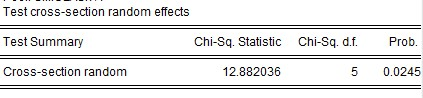 Test cross-section random effects
Test Summary Chi-Sq. Statistic Chi-Sq. d.f. Prob.
Cross-section random 12.882036 5 0.0245